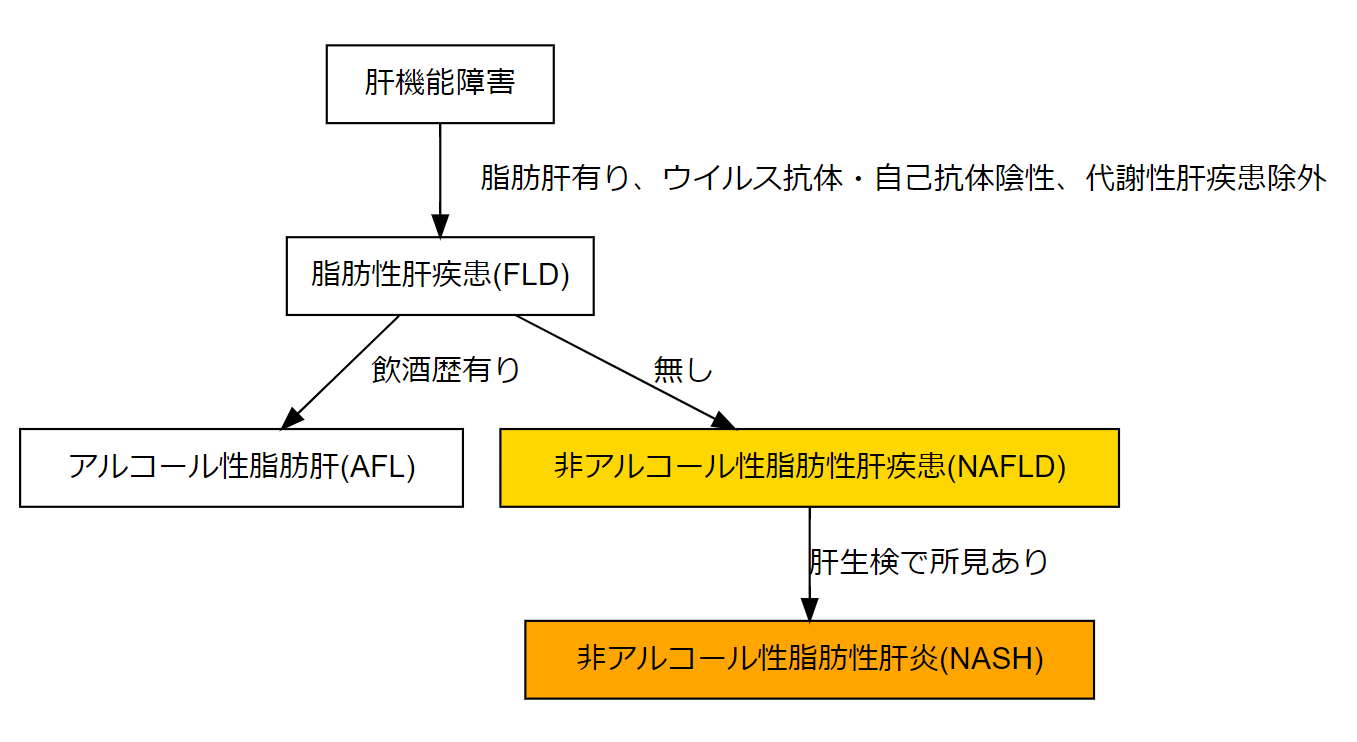 肝機能障害
脂肪肝有り、ウイルス抗体・自己抗体陰性、代謝性肝疾患除外
脂肪性肝疾患(FLD)
飲酒歴有り
無し
アルコール性脂肪肝(AFL)
非アルコール性脂肪性肝疾患(NAFLD)
肝生検で所見あり
非アルコール性脂肪性肝炎(NASH)